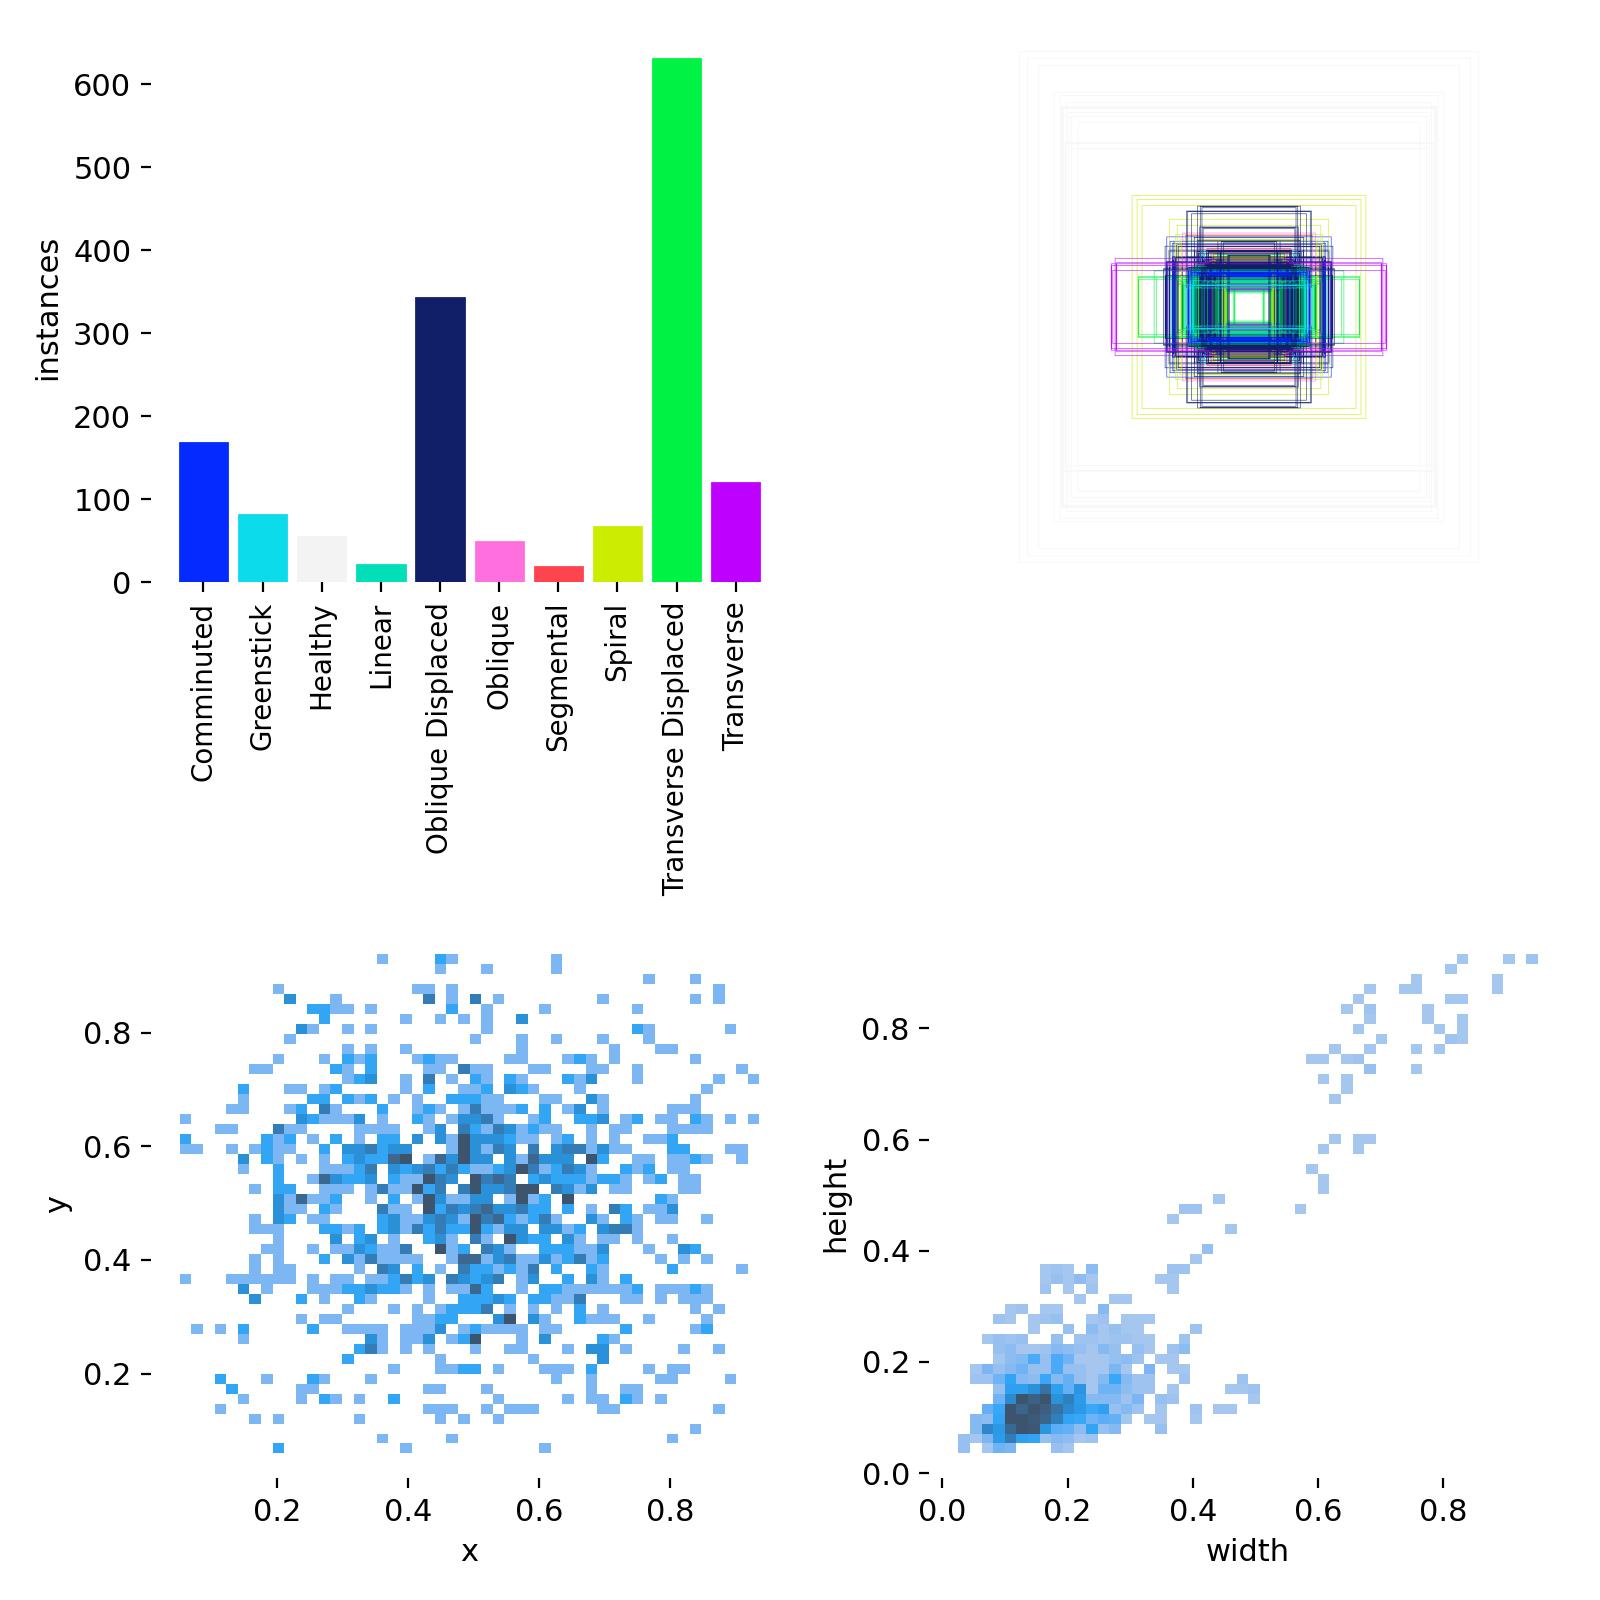 600
500
400
300
200
100
0
instances
Comminuted
Greenstick
Healthy
Linear
Oblique Displaced
Oblique
Segmental
Spiral
Transverse Displaced
Transverse
0.8
0.6
0.4
0.2
y
0.2 0.4 0.6 0.8
x
0.8
0.6
0.4
0.2
0.0
height
0.0 0.2 0.4 0.6 0.8
width